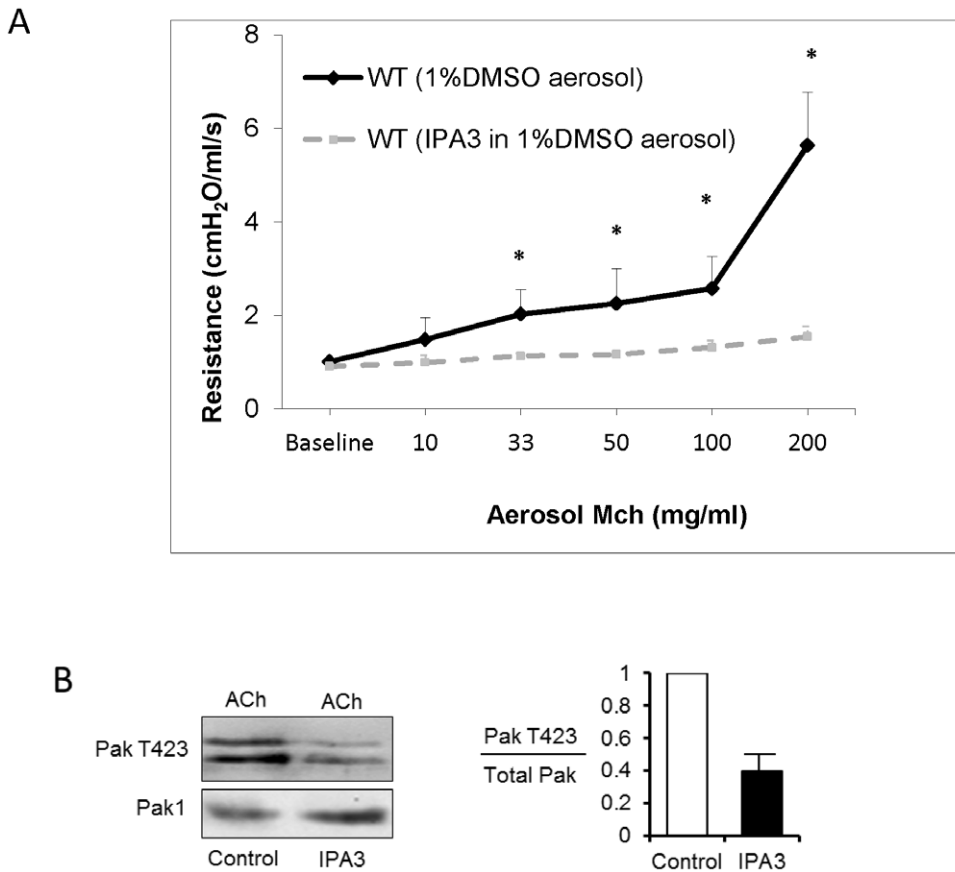 A
8
6
4
2
0
Resistance (cmH₂O/ml/s)
WT (1%DMSO aerosol)
WT (IPA3 in 1%DMSO aerosol)
*
*
*
*
Baseline 10 33 50 100 200
Aerosol Mch (mg/ml)
B
ACh ACh
Pak T423
Pak1
Control IPA3
Pak T423
Total Pak
1
0.8
0.6
0.4
0.2
0
Control IPA3